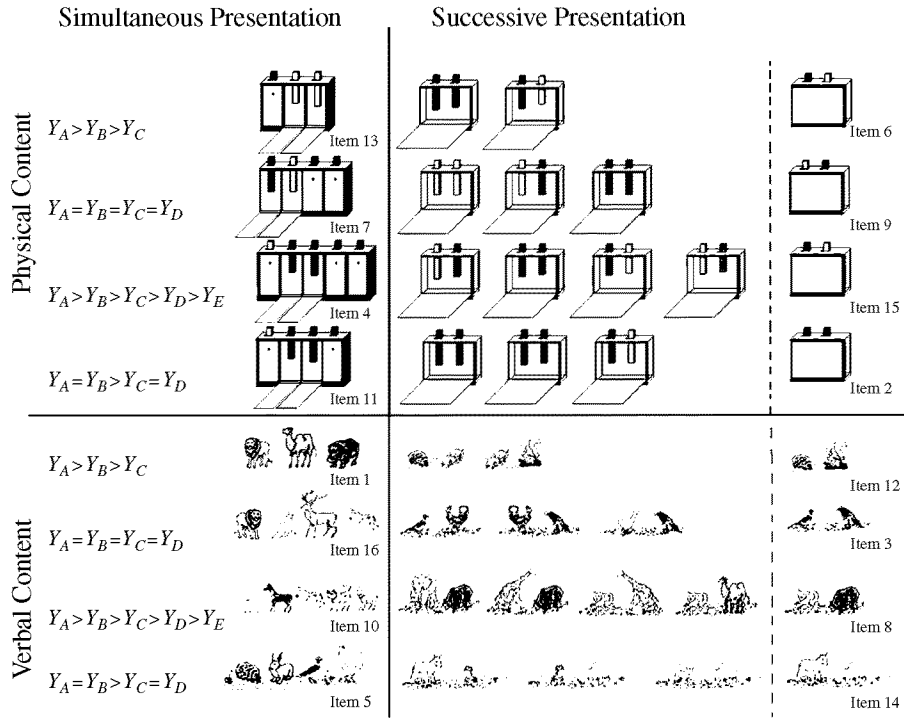 Simultaneous Presentation
Successive Presentation
Physical Content
Y_A > Y_B > Y_C
Item 13
Item 6
Y_A = Y_B = Y_C = Y_D
Item 7
Item 9
Y_A > Y_B > Y_C > Y_D > Y_E
Item 4
Item 15
Y_A = Y_B > Y_C = Y_D
Item 11
Item 2
Verbal Content
Y_A > Y_B > Y_C
Item 1
Item 12
Y_A = Y_B = Y_C = Y_D
Item 16
Item 3
Y_A > Y_B > Y_C > Y_D > Y_E
Item 10
Item 8
Y_A = Y_B > Y_C = Y_D
Item 5
Item 14